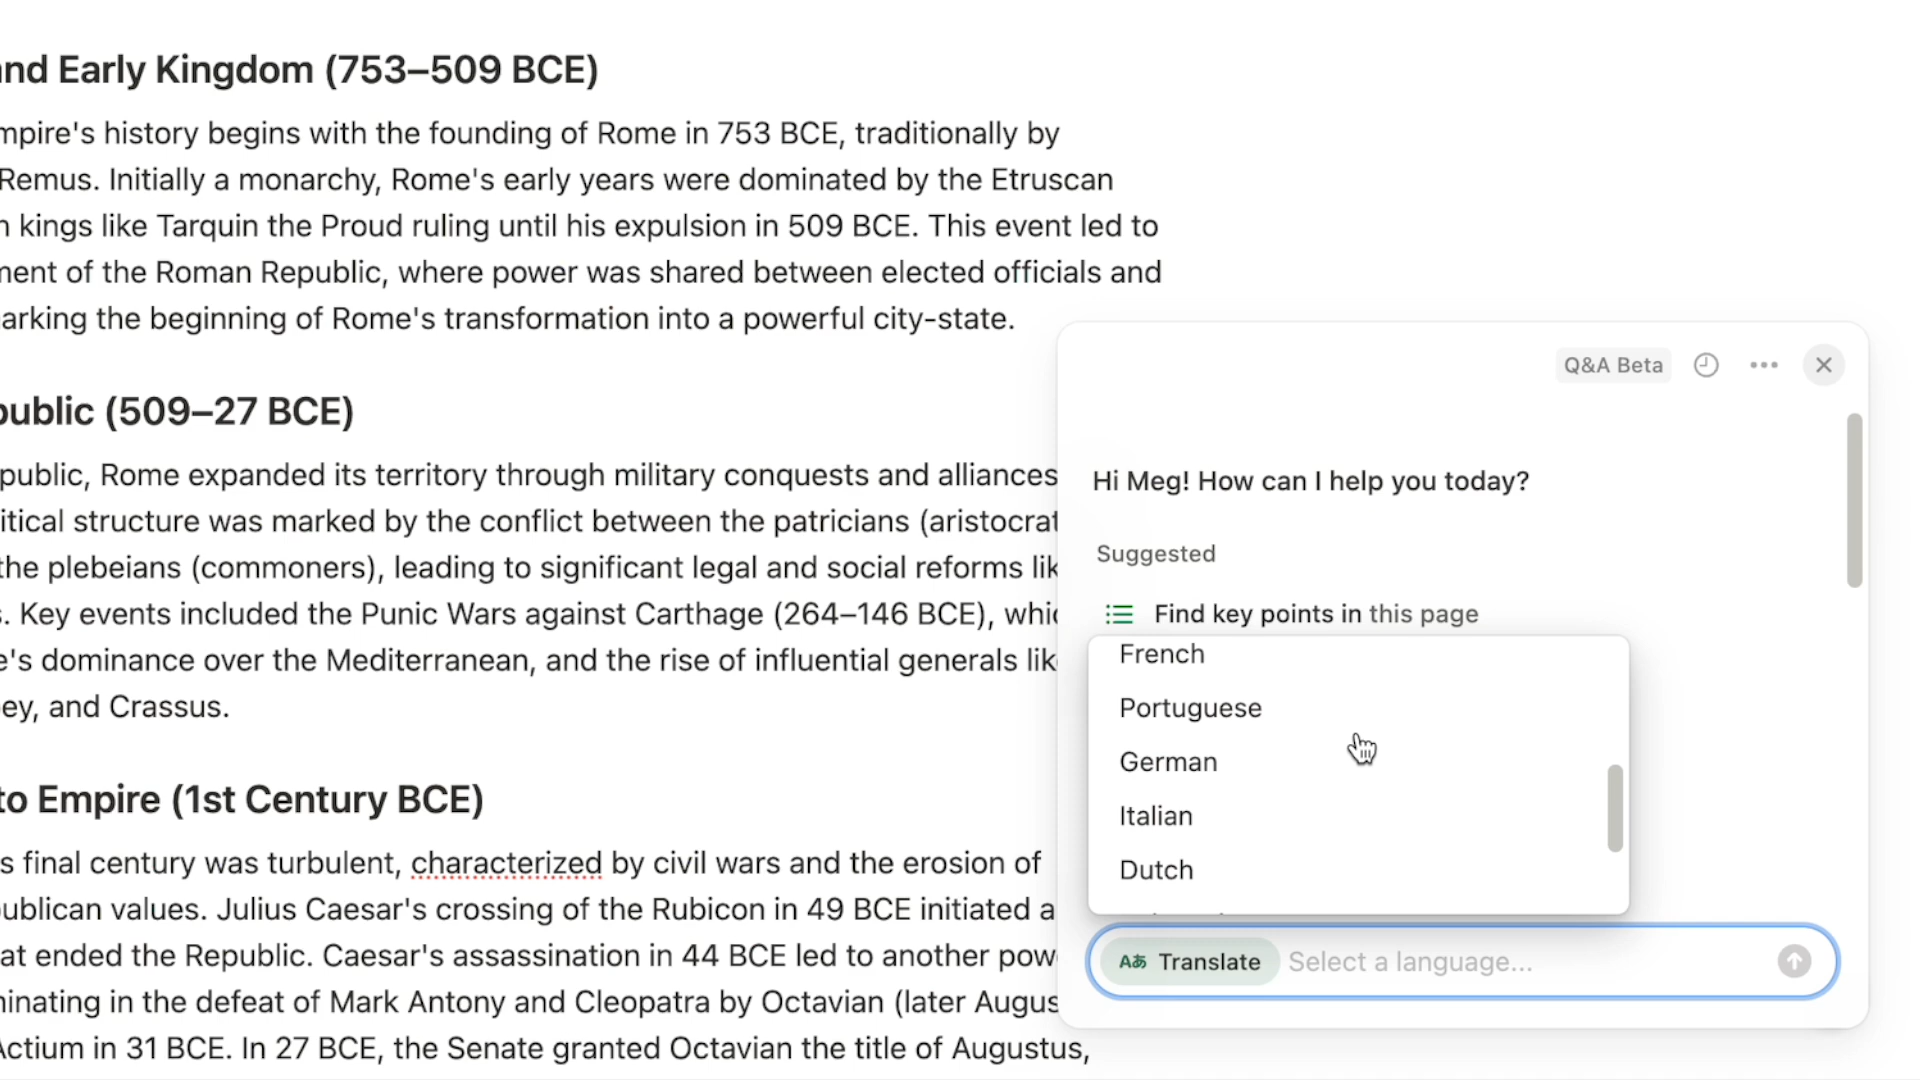 and Early Kingdom (753–509 BCE)
mpire's history begins with the founding of Rome in 753 BCE, traditionally by
Remus. Initially a monarchy, Rome's early years were dominated by the Etruscan
kings like Tarquin the Proud ruling until his expulsion in 509 BCE. This event led to
ment of the Roman Republic, where power was shared between elected officials and
arking the beginning of Rome's transformation into a powerful city-state.
public (509–27 BCE)
public, Rome expanded its territory through military conquests and alliances
itical structure was marked by the conflict between the patricians (aristocrat
the plebeians (commoners), leading to significant legal and social reforms lik
s. Key events included the Punic Wars against Carthage (264–146 BCE), whic
e's dominance over the Mediterranean, and the rise of influential generals lik
ey, and Crassus.
to Empire (1st Century BCE)
s final century was turbulent, characterized by civil wars and the erosion of
ublican values. Julius Caesar's crossing of the Rubicon in 49 BCE initiated a
at ended the Republic. Caesar's assassination in 44 BCE led to another pow
minating in the defeat of Mark Antony and Cleopatra by Octavian (later Augus
Actium in 31 BCE. In 27 BCE, the Senate granted Octavian the title of Augustus,
Q&A Beta
Hi Meg! How can I help you today?
Suggested
Find key points in this page
French
Portuguese
German
Italian
Dutch
Aあ Translate Select a language...